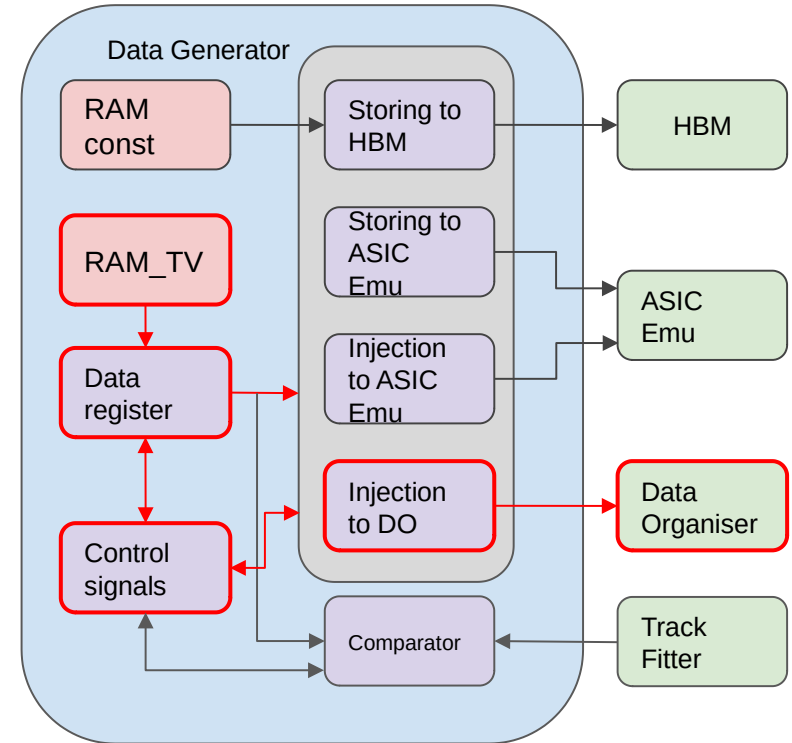 Data Generator
RAM
const
Storing to
HBM
HBM
Storing to
ASIC
Emu
RAM_TV
ASIC
Emu
Injection
to ASIC
Emu
Data
register
Injection
to DO
Data
Organiser
Control
signals
Comparator
Track
Fitter